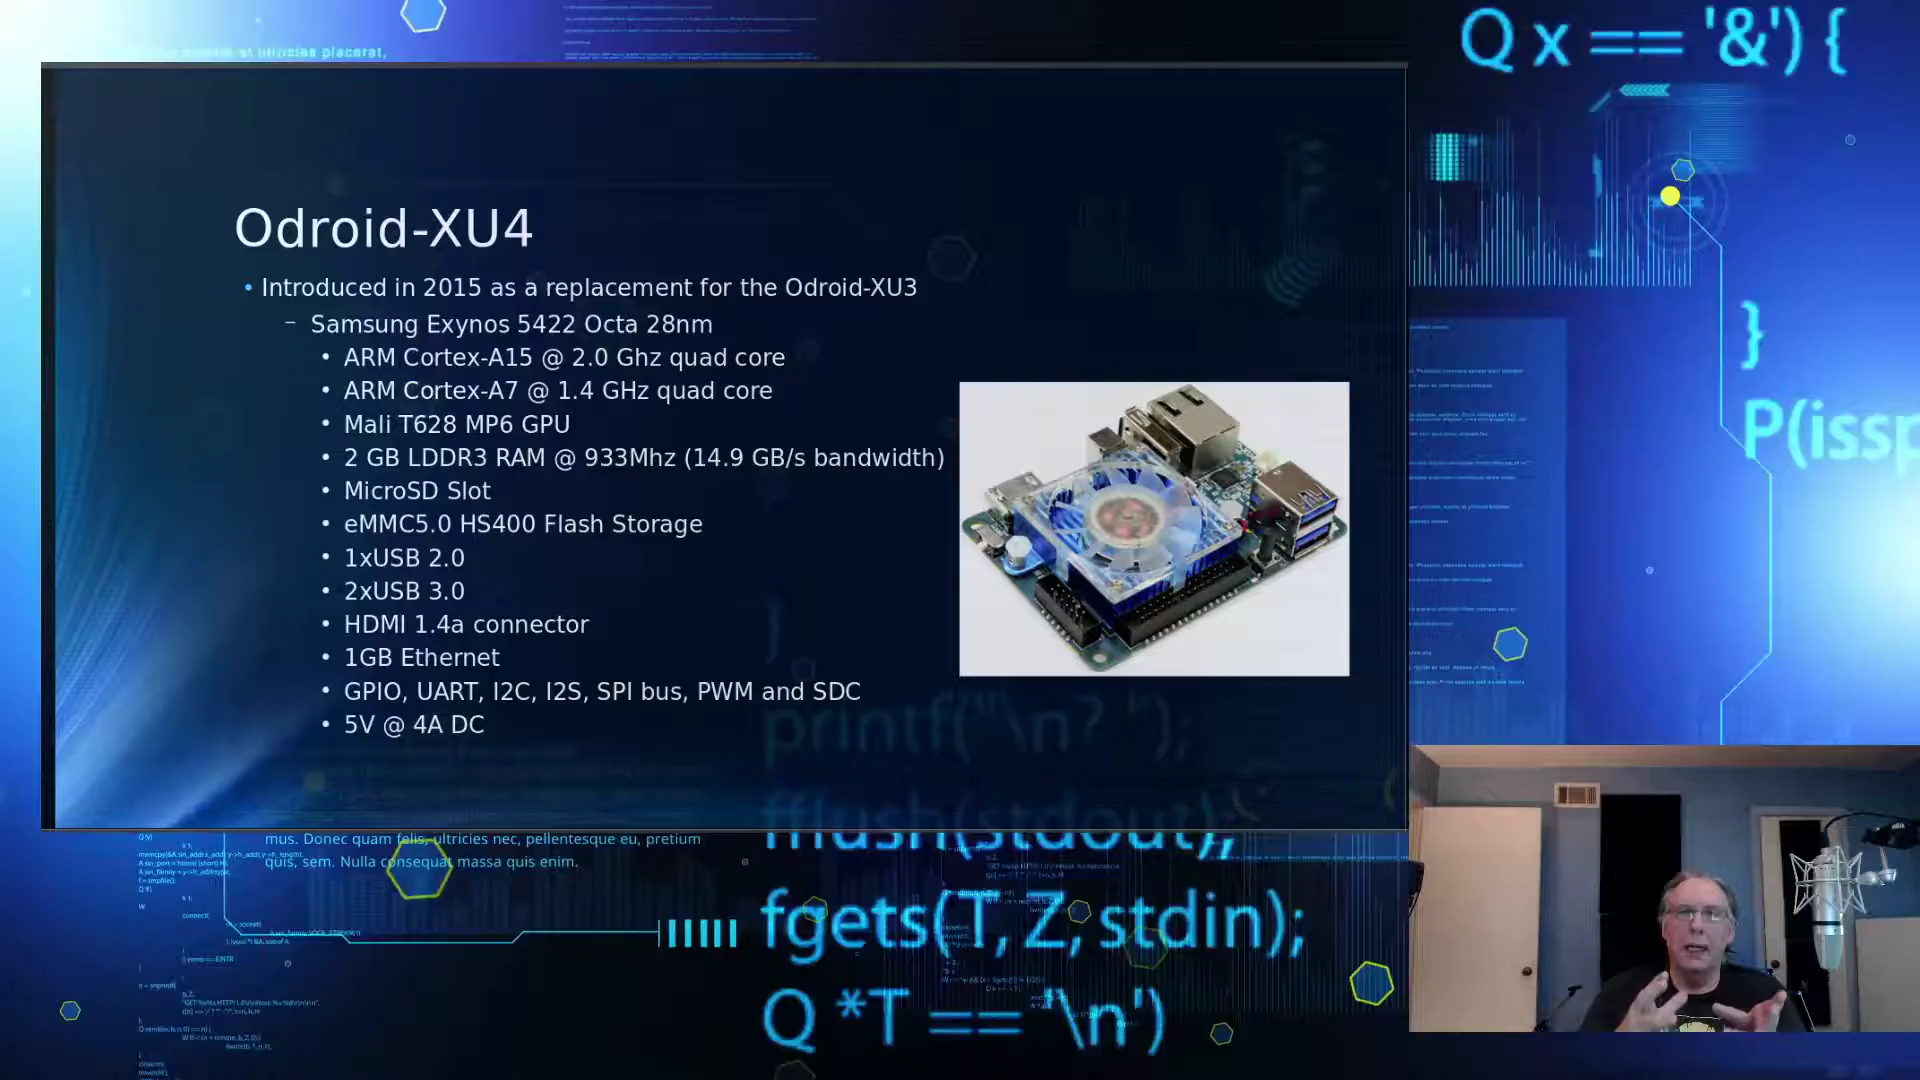 Q x == '&') {
Odroid-XU4
• Introduced in 2015 as a replacement for the Odroid-XU3
– Samsung Exynos 5422 Octa 28nm
• ARM Cortex-A15 @ 2.0 Ghz quad core
• ARM Cortex-A7 @ 1.4 GHz quad core
• Mali T628 MP6 GPU
• 2 GB LDDR3 RAM @ 933Mhz (14.9 GB/s bandwidth)
• MicroSD Slot
• eMMC5.0 HS400 Flash Storage
• 1xUSB 2.0
• 2xUSB 3.0
• HDMI 1.4a connector
• 1GB Ethernet
• GPIO, UART, I2C, I2S, SPI bus, PWM and SDC
• 5V @ 4A DC
}
P(issp
}
printf("\n? ");
fflush(stdout);
mus. Donec quam felis, ultricies nec, pellentesque eu, pretium
quis, sem. Nulla consequat massa quis enim.
fgets(T, Z, stdin);
Q *T == '\n')